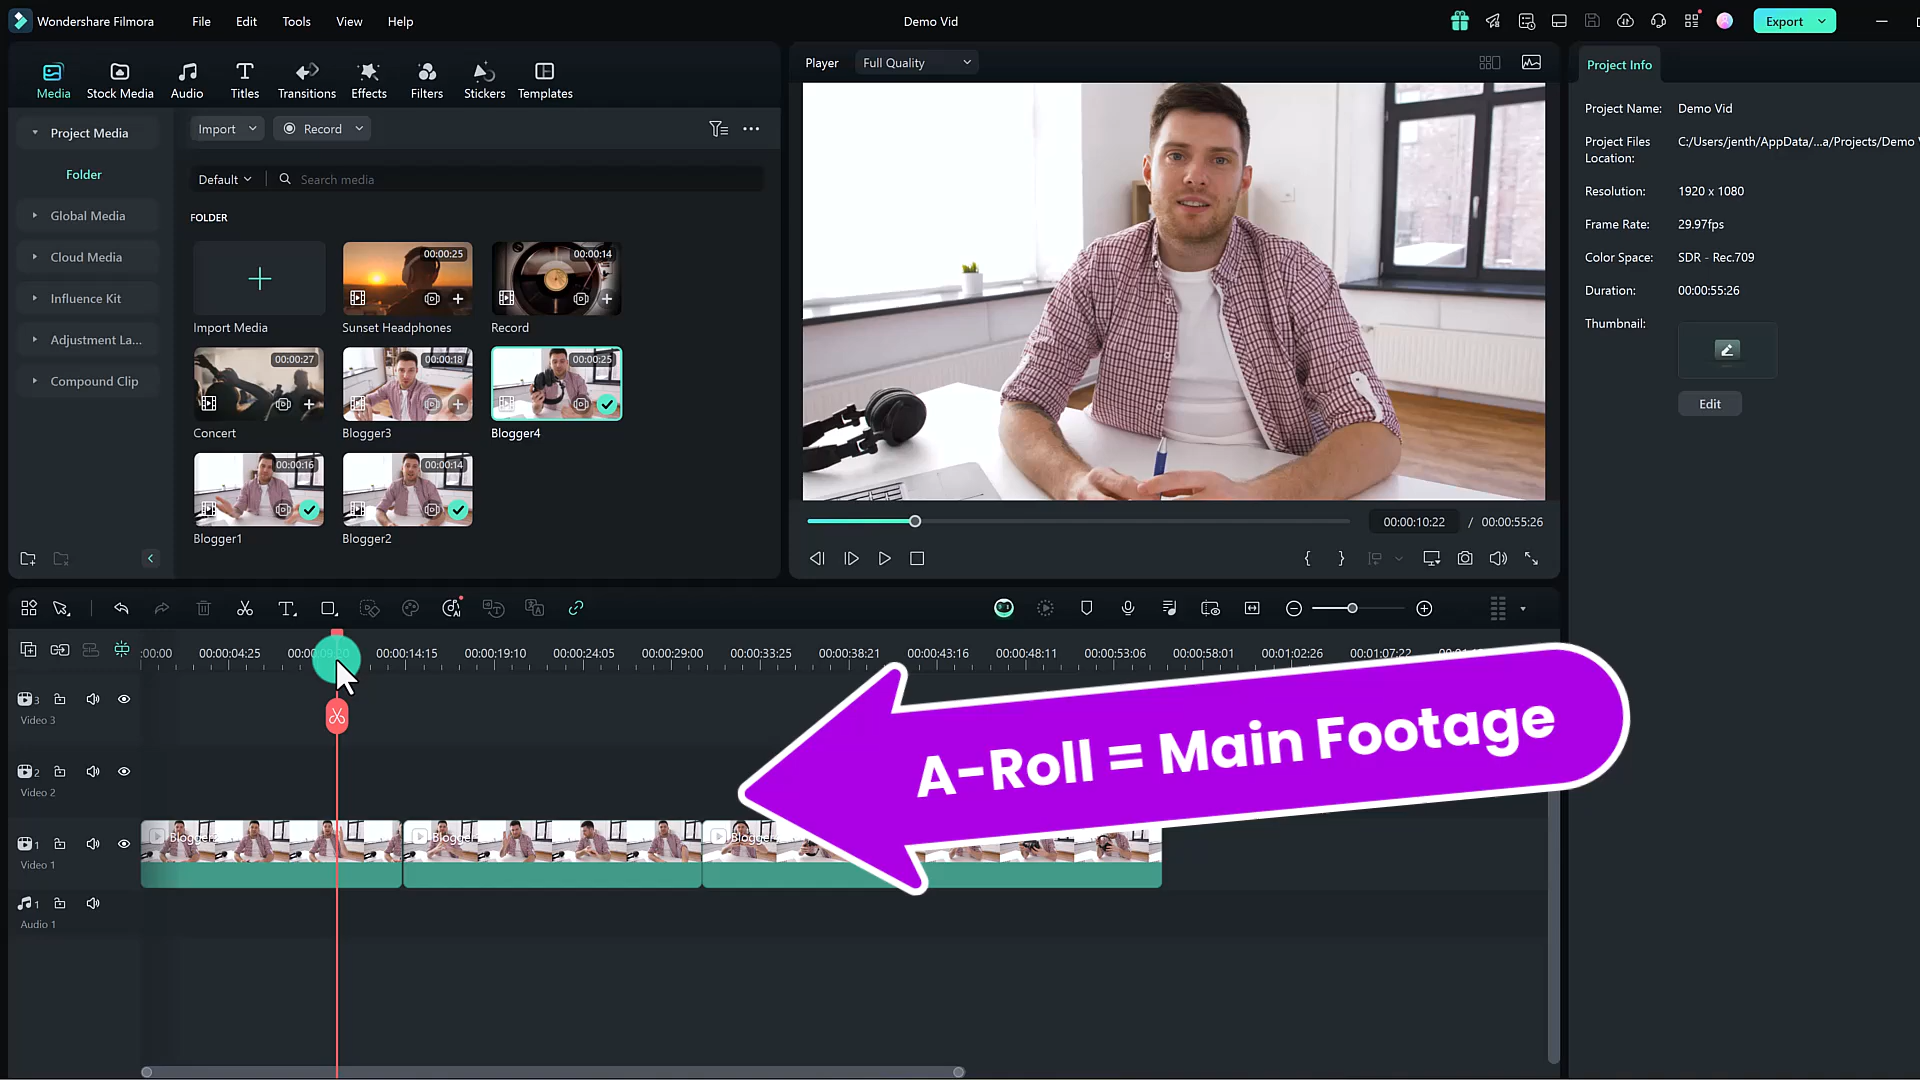 Wondershare Filmora
File
Edit
Tools
View
Help
Demo Vid
Export
Media
Stock Media
Audio
Titles
Transitions
Effects
Filters
Stickers
Templates
Player
Full Quality
Project Info
Project Media
Folder
Global Media
Cloud Media
Influence Kit
Adjustment La...
Compound Clip
Import
Record
Default
Search media
FOLDER
Import Media
00:00:25
Sunset Headphones
00:00:14
Record
00:00:27
Concert
00:00:18
Blogger3
00:00:25
Blogger4
00:00:16
Blogger1
00:00:14
Blogger2
00:00:10:22 / 00:00:55:26
Project Name: Demo Vid
Project Files Location: C:/Users/jenth/AppData/...a/Projects/Demo
Resolution: 1920 x 1080
Frame Rate: 29.97fps
Color Space: SDR - Rec.709
Duration: 00:00:55:26
Thumbnail:
Edit
:00:00 00:00:04:25 00:00:14:15 00:00:19:10 00:00:24:05 00:00:29:00 00:00:33:25 00:00:38:21 00:00:43:16 00:00:48:11 00:00:53:06 00:00:58:01 00:01:02:26 00:01:07:22
3
Video 3
2
Video 2
1
Video 1
1
Audio 1
A-Roll = Main Footage